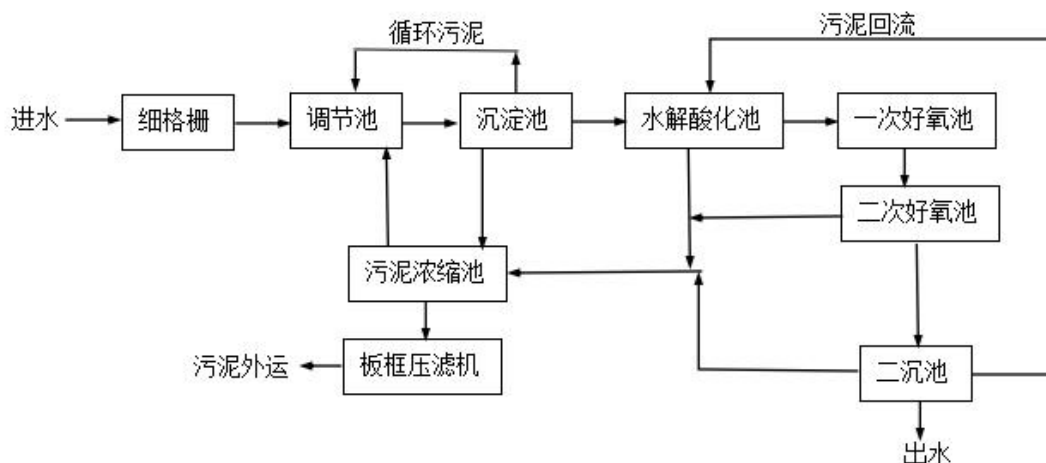 循环污泥
污泥回流
进水
细格栅
调节池
沉淀池
水解酸化池
一次好氧池
二次好氧池
污泥浓缩池
污泥外运
板框压滤机
二沉池
出水